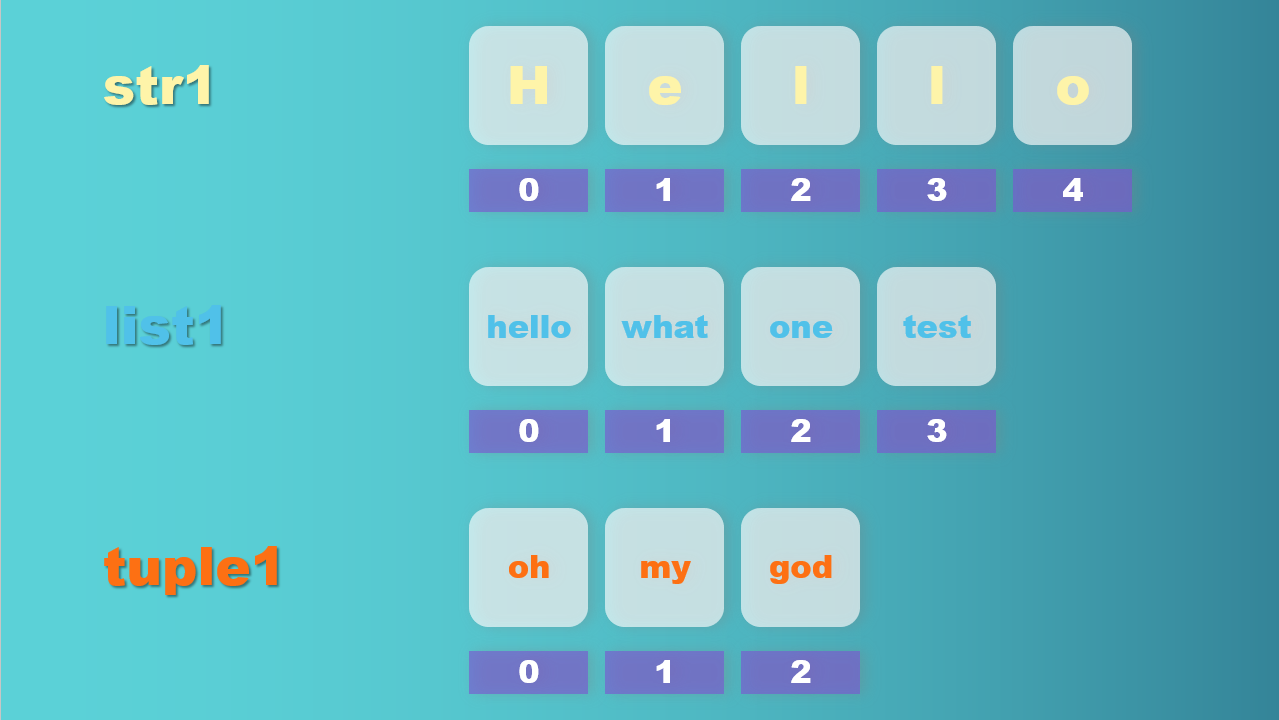 str1 H e l l o
0 1 2 3 4
list1 hello what one test
0 1 2 3
tuple1 oh my god
0 1 2